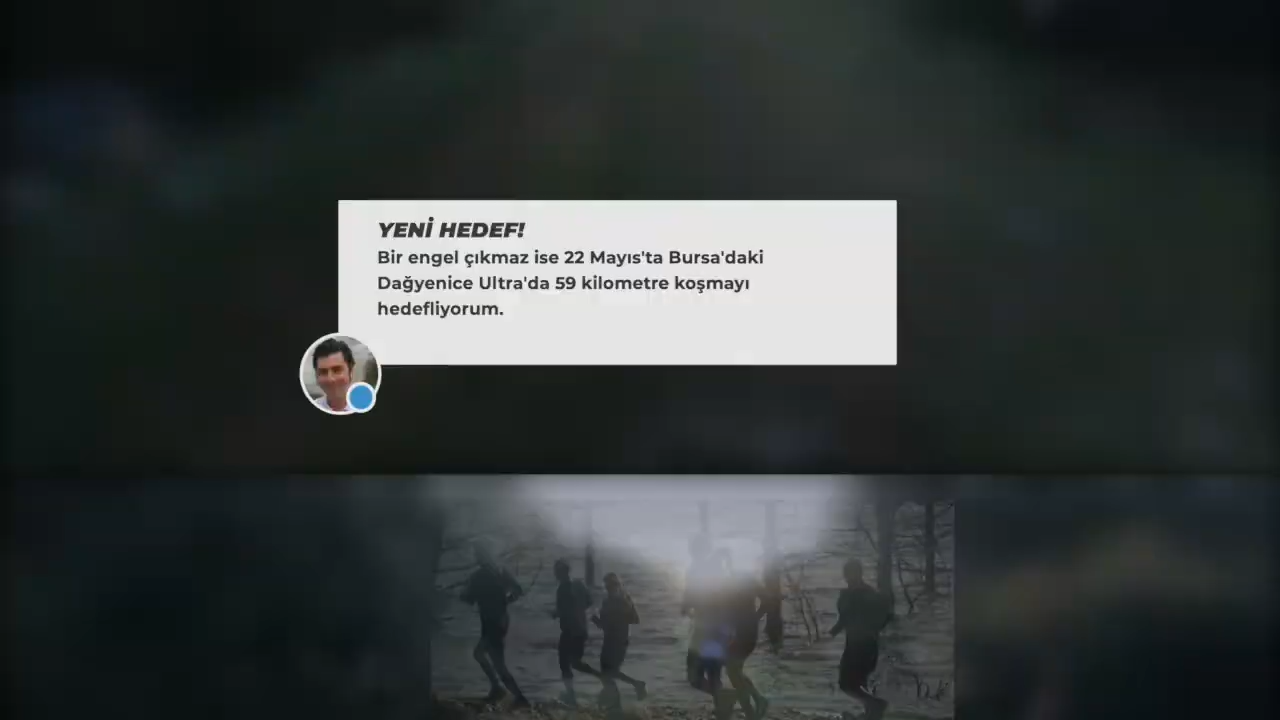 YENİ HEDEF!
Bir engel çıkmaz ise 22 Mayıs'ta Bursa'daki
Dağyenice Ultra'da 59 kilometre koşmayı
hedefliyorum.